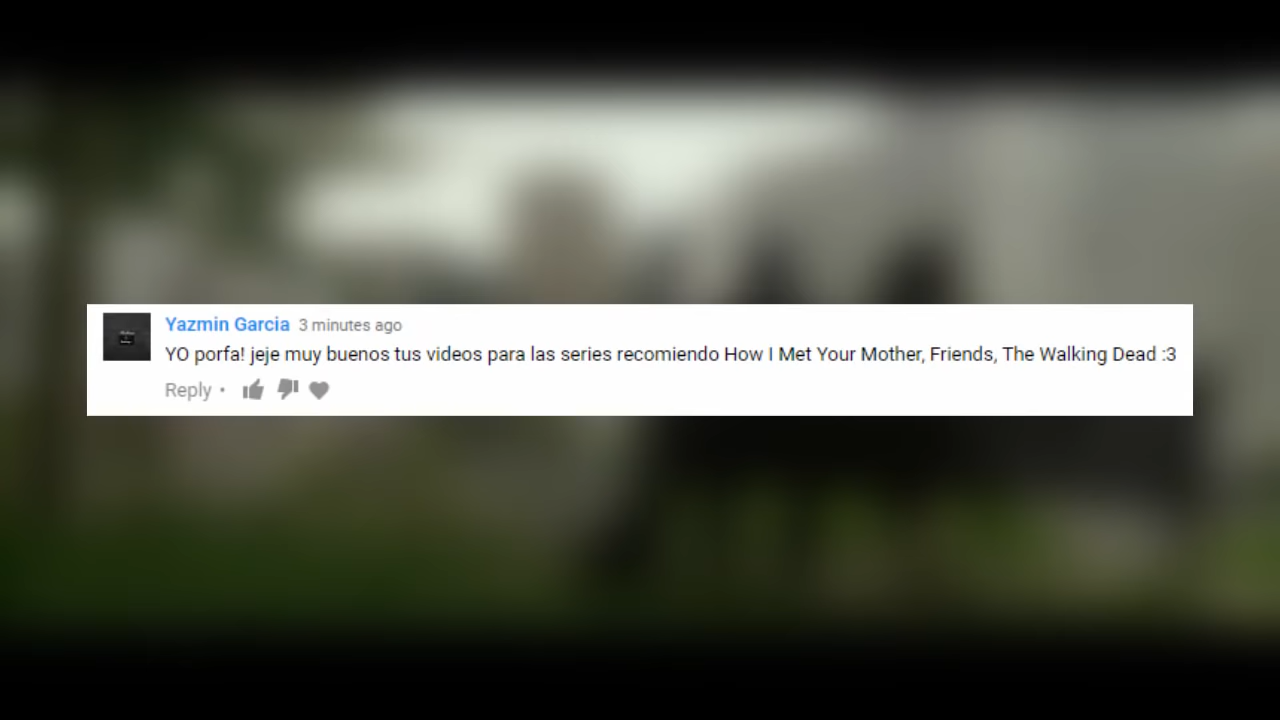 Yazmin Garcia 3 minutes ago
YO porfa! jeje muy buenos tus videos para las series recomiendo How I Met Your Mother, Friends, The Walking Dead :3
Reply •